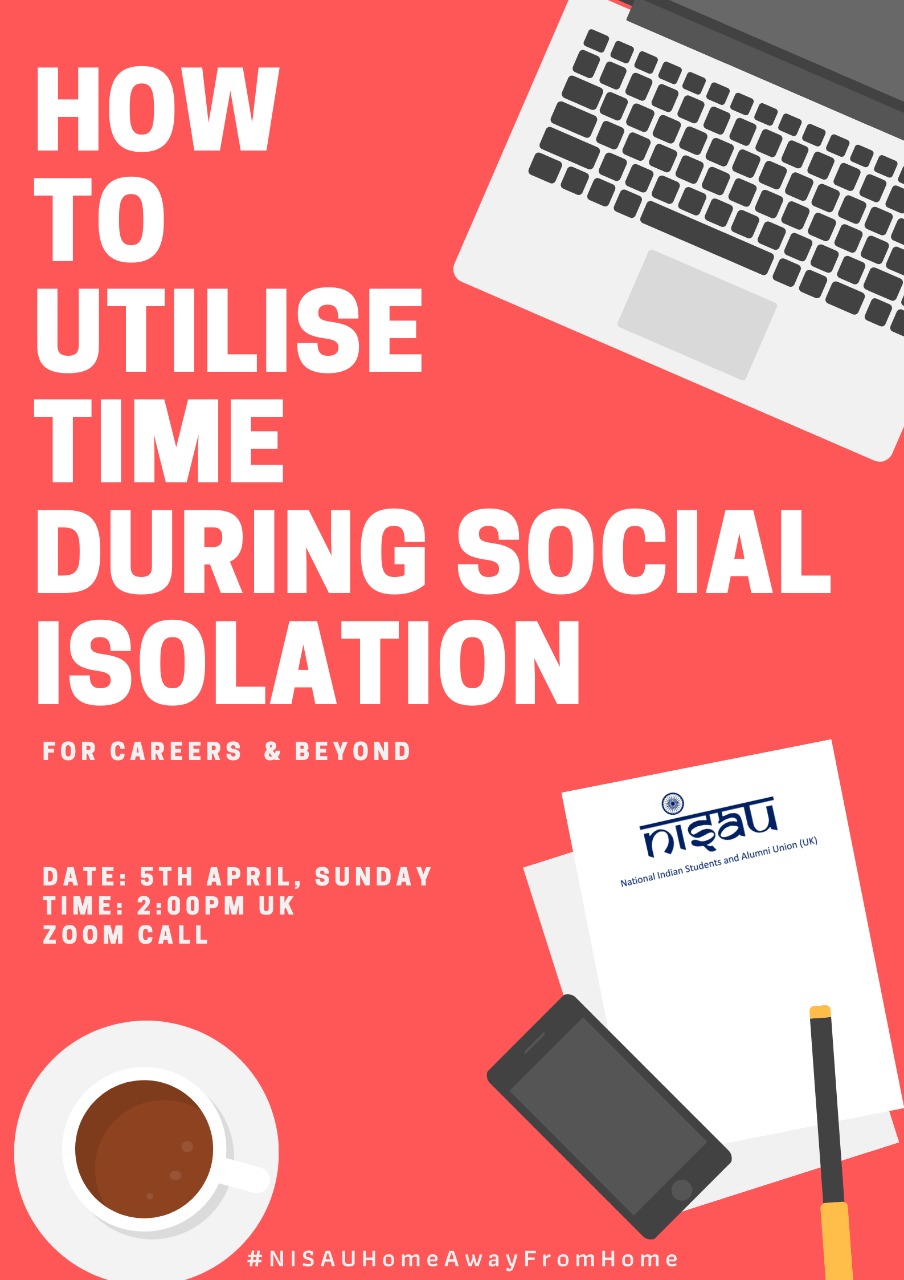 HOW
TO
UTILISE
TIME
DURING SOCIAL
ISOLATION
FOR CAREERS & BEYOND
DATE: 5TH APRIL, SUNDAY
TIME: 2:00PM UK
ZOOM CALL
nisau
National Indian Students and Alumni Union (UK)
#NISAUHomeAwayFromHome